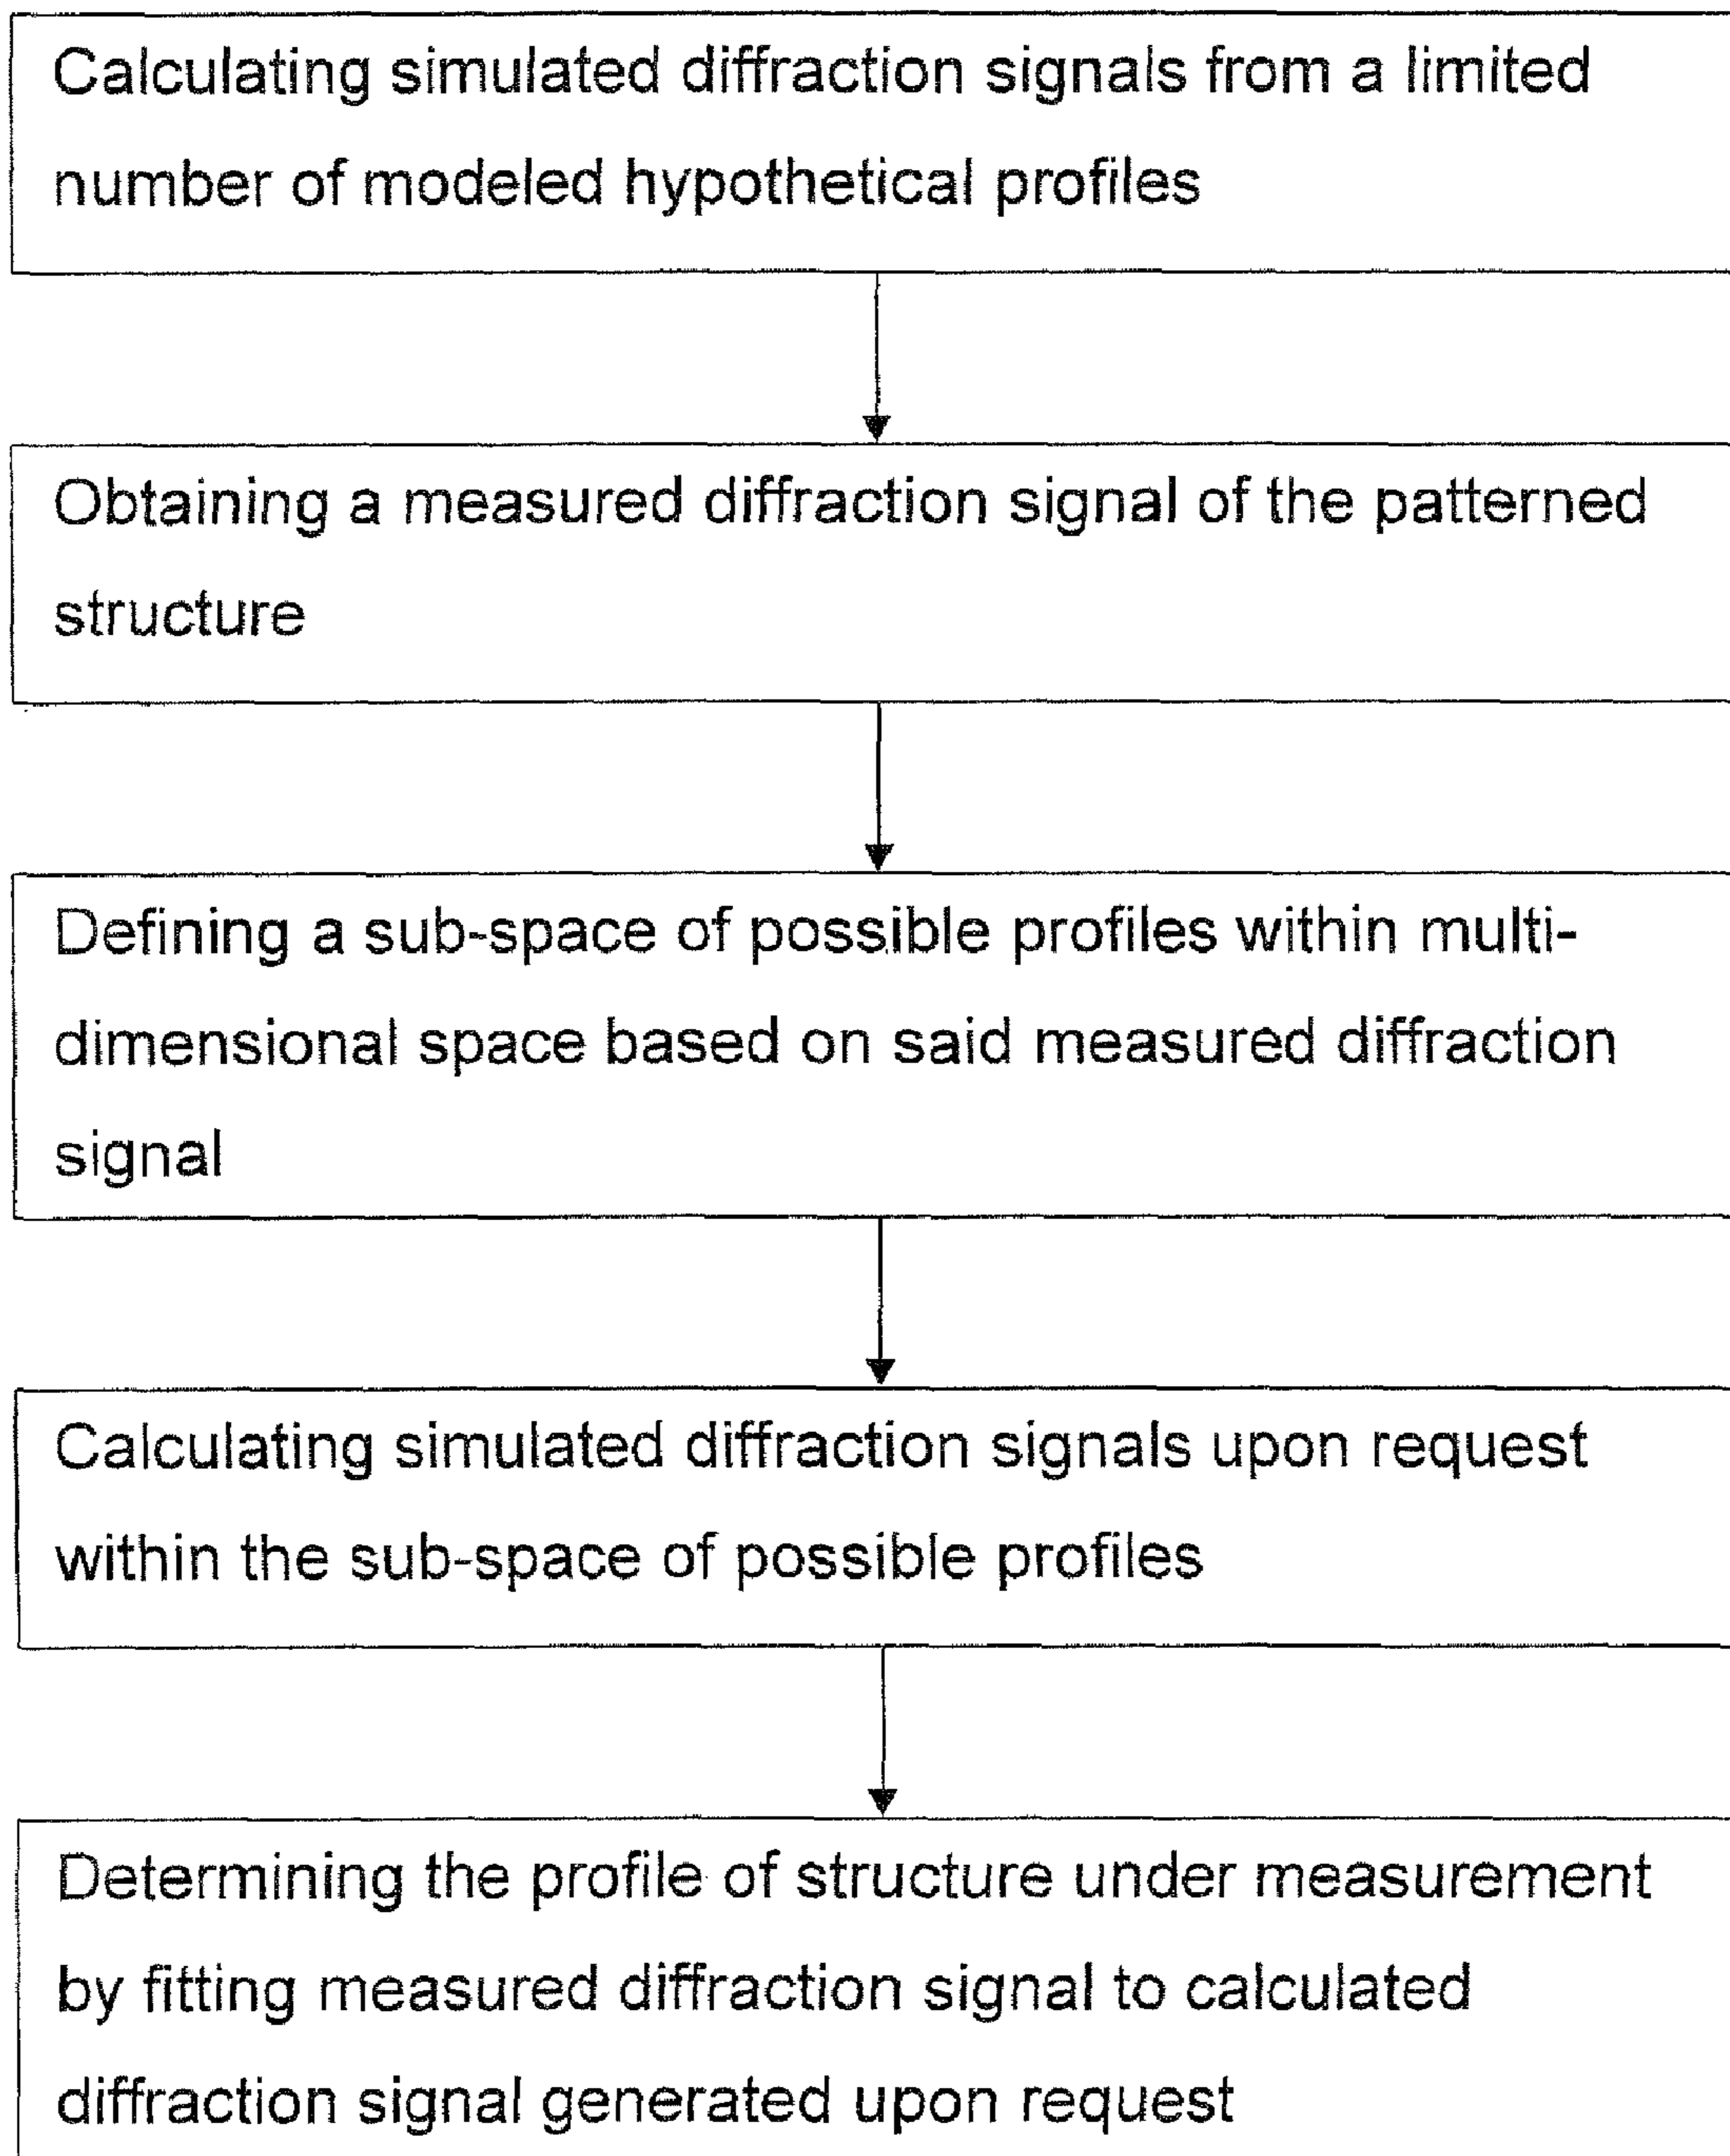 Calculating simulated diffraction signals from a limited
number of modeled hypothetical profiles
Obtaining a measured diffraction signal of the patterned
structure
Defining a sub-space of possible profiles within multi-
dimensional space based on said measured diffraction
signal
Calculating simulated diffraction signals upon request
within the sub-space of possible profiles
Determining the profile of structure under measurement
by fitting measured diffraction signal to calculated
diffraction signal generated upon request